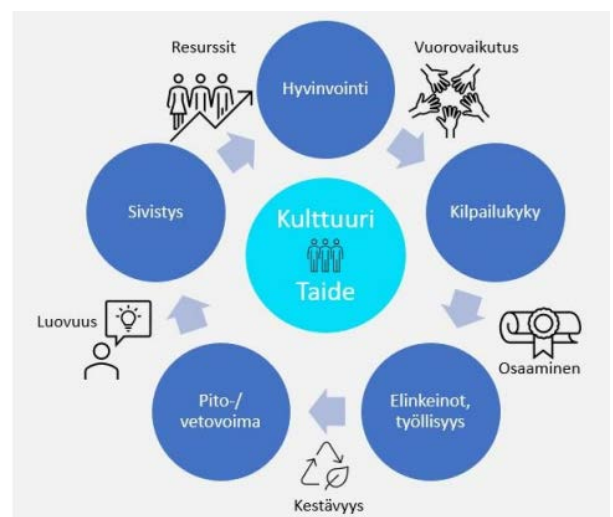 Resurssit
Hyvinvointi
Vuorovaikutus
Sivistys
Kulttuuri
Taide
Kilpailukyky
Luovuus
Osaaminen
Pito-/
vetovoima
Elinkeinot,
työllisyys
Kestävyys